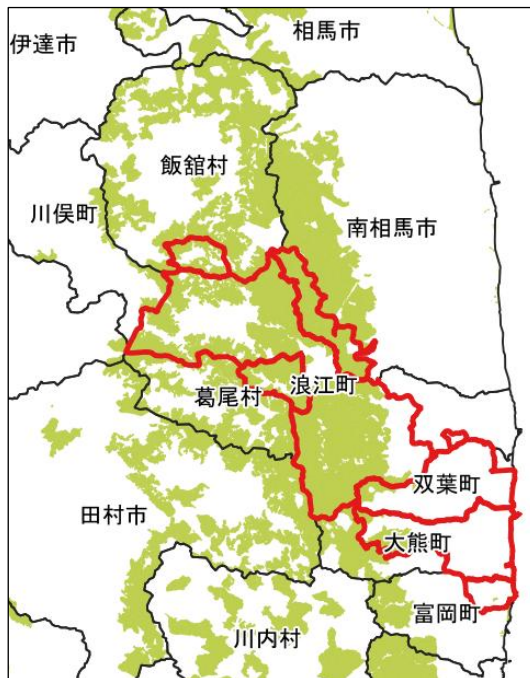 相馬市
伊達市
飯舘村
川俣町
南相馬市
浪江町
葛尾村
双葉町
田村市
大熊町
富岡町
川内村